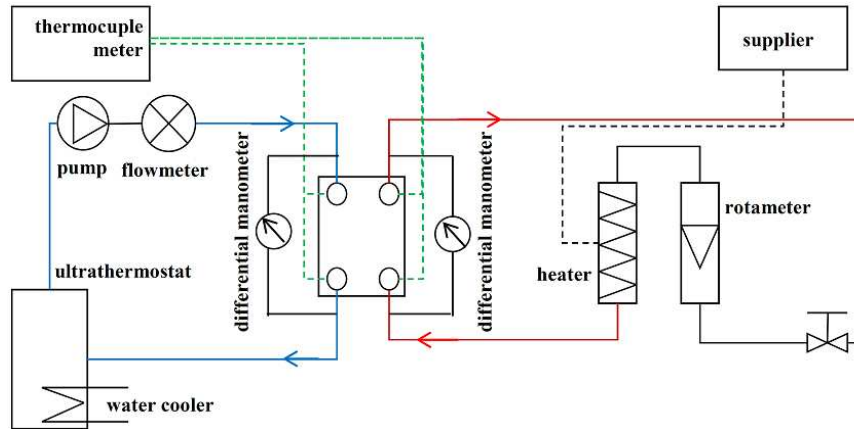 thermocuple
meter
supplier
pump
flowmeter
differential manometer
differential manometer
rotameter
heater
ultrathermostat
water cooler